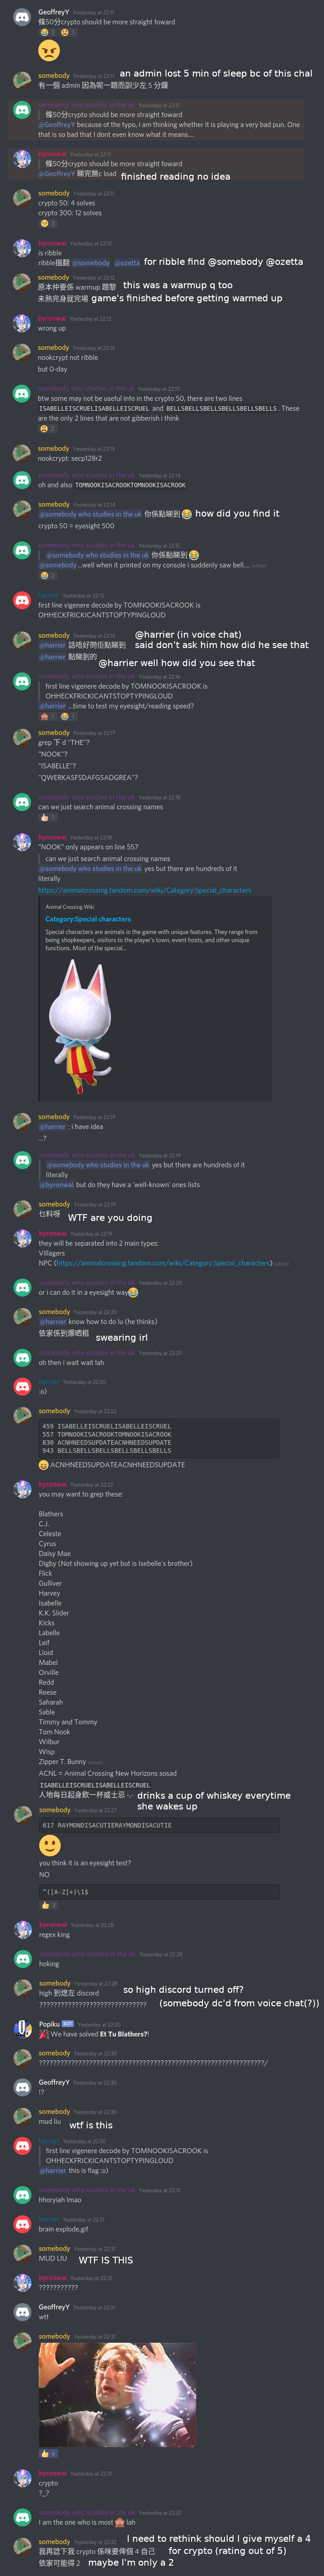 GeoffreyY Yesterday at 22:11
條50分crypto should be more straight foward
2 1
somebody Yesterday at 22:11 an admin lost 5 min of sleep bc of this chal
有一個 admin 因為呢一題而訓少左 5 分鐘
somebody who studies in the uk Yesterday at 22:11
條50分crypto should be more straight foward
@GeoffreyY because of the typo, i am thinking whether it is playing a very bad pun. One
that is so bad that I dont even know what it means....
byronwai Yesterday at 22:11
條50分crypto should be more straight foward
@GeoffreyY 睇完無c load finished reading no idea
somebody Yesterday at 22:11
crypto 50: 4 solves
crypto 300: 12 solves
3
byronwai Yesterday at 22:12
is ribble
ribble搵翻 @somebody @ozetta for ribble find @somebody @ozetta
somebody Yesterday at 22:12
原本仲要係 warmup 題黎 this was a warmup q too
未熱完身就完場 game's finished before getting warmed up
byronwai Yesterday at 22:12
wrong up
somebody Yesterday at 22:13
nookcrypt not ribble
but 0-day
somebody who studies in the uk Yesterday at 22:13
btw some may not be useful info in the crypto 50, there are two lines
ISABELLEISCRUELISABELLEISCRUEL and BELLSBELLSBELLSBELLSBELLSBELLS. These
are the only 2 lines that are not gibberish i think
2
somebody Yesterday at 22:13
nookcrypt: secp128r2
somebody who studies in the uk Yesterday at 22:14
oh and also TOMNOOKISACROOKTOMNOOKISACROOK
somebody Yesterday at 22:14
@somebody who studies in the uk 你係點睇到 how did you find it
crypto 50 = eyesight 500
somebody who studies in the uk Yesterday at 22:15
@somebody who studies in the uk 你係點睇到
@somebody ...well when it printed on my console i suddenly saw bell.... (edited)
2
harrier Yesterday at 22:15
first line vigenere decode by TOMNOOKISACROOK is
OHHECKFRICKICANTSTOPTYPINGLOUD
somebody Yesterday at 22:15 @harrier (in voice chat)
@harrier 話唔好問佢點睇到 said don't ask him how did he see that
@harrier 點睇到的 @harrier well how did you see that
somebody who studies in the uk Yesterday at 22:16
first line vigenere decode by TOMNOOKISACROOK is
OHHECKFRICKICANTSTOPTYPINGLOUD
@harrier ...time to test my eyesight/reading speed?
1 1
somebody Yesterday at 22:17
grep 下 d "THE"?
"NOOK"?
"ISABELLE"?
"QWERKASFSDAFGSADGREA"?
somebody who studies in the uk Yesterday at 22:18
can we just search animal crossing names
1
byronwai Yesterday at 22:18
"NOOK" only appears on line 557
can we just search animal crossing names
@somebody who studies in the uk yes but there are hundreds of it
literally
https://animalcrossing.fandom.com/wiki/Category:Special_characters
Animal Crossing Wiki
Category:Special characters
Special characters are animals in the game with unique features. They range from
being shopkeepers, visitors to the player's town, event hosts, and other unique
functions. Most of the special...
somebody Yesterday at 22:19
@harrier : i have idea
...?
somebody who studies in the uk Yesterday at 22:19
@somebody who studies in the uk yes but there are hundreds of it
literally
@byronwai but do they have a 'well-known' ones lists
somebody Yesterday at 22:19
乜料呀 WTF are you doing
byronwai Yesterday at 22:19
they will be separated into 2 main types:
Villagers
NPC (https://animalcrossing.fandom.com/wiki/Category:Special_characters) (edited)
somebody who studies in the uk Yesterday at 22:20
or i can do it in a eyesight way
somebody Yesterday at 22:20
@harrier know how to do lu (he thinks)
依家係到爆晒粗 swearing irl
somebody who studies in the uk Yesterday at 22:20
oh then i wait wait lah
harrier Yesterday at 22:20
:o)
somebody Yesterday at 22:22
459 ISABELLEISCRUELISABELLEISCRUEL
557 TOMNOOKISACROOKTOMNOOKISACROOK
830 ACNHNEEDSUPDATEACNHNEEDSUPDATE
943 BELLSBELLSBELLSBELLSBELLSBELLS
ACNHNEEDSUPDATEACNHNEEDSUPDATE
byronwai Yesterday at 22:22
you may want to grep these:
Blathers
C.J.
Celeste
Cyrus
Daisy Mae
Digby (Not showing up yet but is Isebelle's brother)
Flick
Gulliver
Harvey
Isabelle
K.K. Slider
Kicks
Labelle
Leif
Lloid
Mabel
Orville
Redd
Reese
Saharah
Sable
Timmy and Tommy
Tom Nook
Wilbur
Wisp
Zipper T. Bunny (edited)
ACNL = Animal Crossing New Horizons sosad
ISABELLEISCRUELISABELLEISCRUEL
人地每日起身飲一杯威士忌 -.- drinks a cup of whiskey everytime
she wakes up
somebody Yesterday at 22:27
617 RAYMONDISACUTIERAYMONDISACUTIE
you think it is an eyesight test?
NO
^([A-Z]+)\1$
3
byronwai Yesterday at 22:28
regex king
somebody who studies in the uk Yesterday at 22:28
hoking
somebody Yesterday at 22:28 so high discord turned off?
high 到熄左 discord
?????????????????????????????? (somebody dc'd from voice chat(?))
Popiku BOT Yesterday at 22:30
We have solved Et Tu Blathers?!
somebody Yesterday at 22:30
???????????????????????????????????????????????????????????????/
GeoffreyY Yesterday at 22:30
!?
somebody Yesterday at 22:30
mud liu wtf is this
harrier Yesterday at 22:30
first line vigenere decode by TOMNOOKISACROOK is
OHHECKFRICKICANTSTOPTYPINGLOUD
@harrier this is flag :o)
somebody who studies in the uk Yesterday at 22:31
hhoryiah lmao
harrier Yesterday at 22:31
brain explode.gif
somebody Yesterday at 22:31
MUD LIU WTF IS THIS
byronwai Yesterday at 22:31
???????????
GeoffreyY Yesterday at 22:31
wtf
somebody Yesterday at 22:31
6
byronwai Yesterday at 22:31
crypto
?_?
somebody who studies in the uk Yesterday at 22:32
I am the one who is most lah
somebody Yesterday at 22:32 I need to rethink should I give myself a 4
我再諗下我 crypto 係咪要俾個 4 自己 for crypto (rating out of 5)
依家可能得 2 maybe I'm only a 2